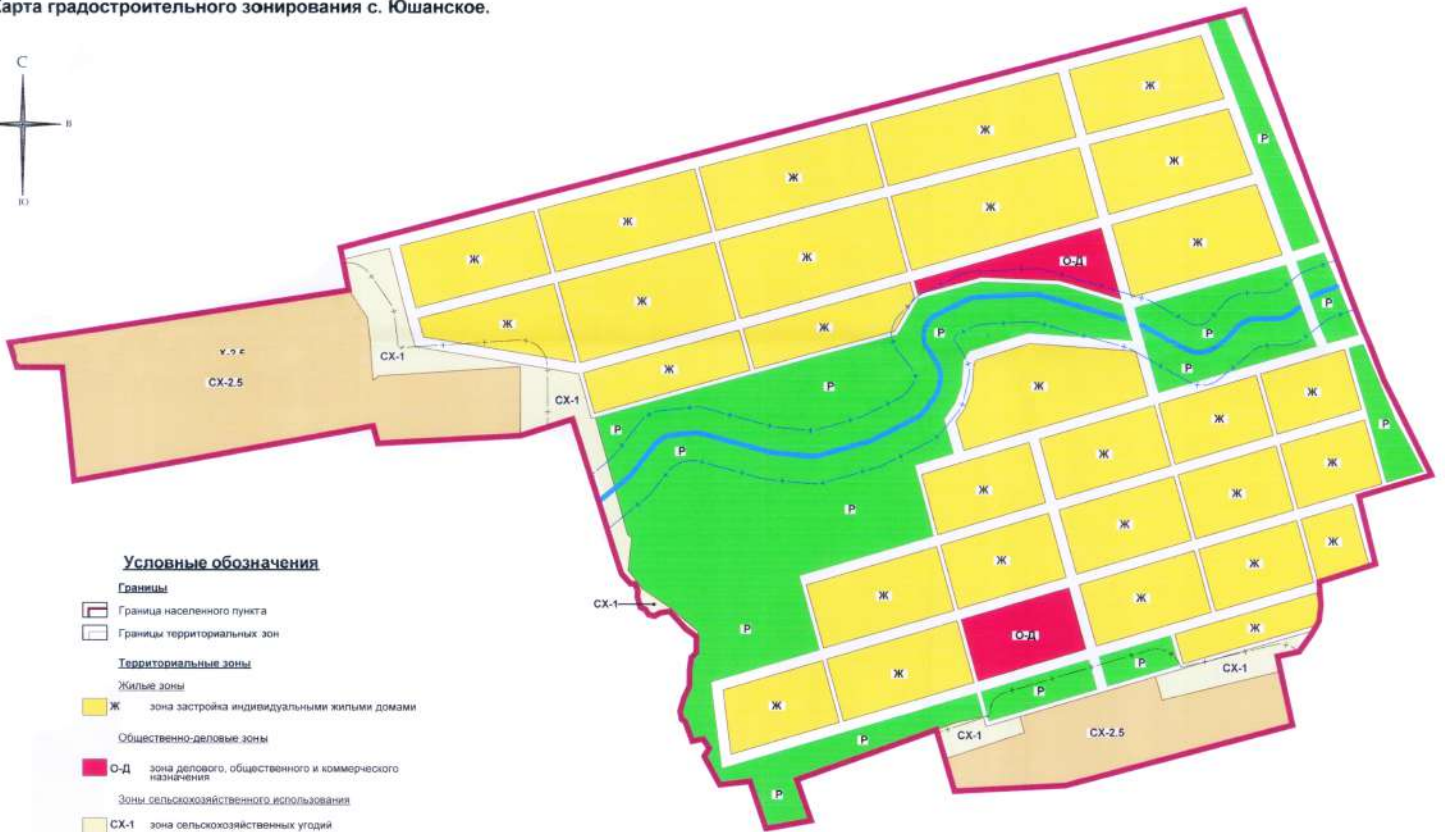 Карта градостроительного зонирования с. Юшанское.
С
В
Ю
Ж
Р
Ж
Ж
Ж
Ж
Ж
Ж
Ж
О-Д
Ж
Ж
Ж
Ж
Ж
Ж
Ж
СХ-1
СХ-2.5
СХ-1
Р
Р
Р
Р
Р
Ж
Ж
Ж
Ж
Р
Р
Р
Ж
Ж
Ж
Ж
Р
Ж
Ж
Ж
Ж
Ж
Ж
СХ-1
Р
О-Д
Ж
Ж
Р
Р
СХ-1
Ж
Р
СХ-1
СХ-2.5
Р
Условные обозначения
Границы
Граница населенного пункта
Границы территориальных зон
Территориальные зоны
Жилые зоны
Ж зона застройка индивидуальными жилыми домами
Общественно-деловые зоны
О-Д зона делового, общественного и коммерческого
назначения
Зоны сельскохозяйственного использования
СХ-1 зона сельскохозяйственных угодий